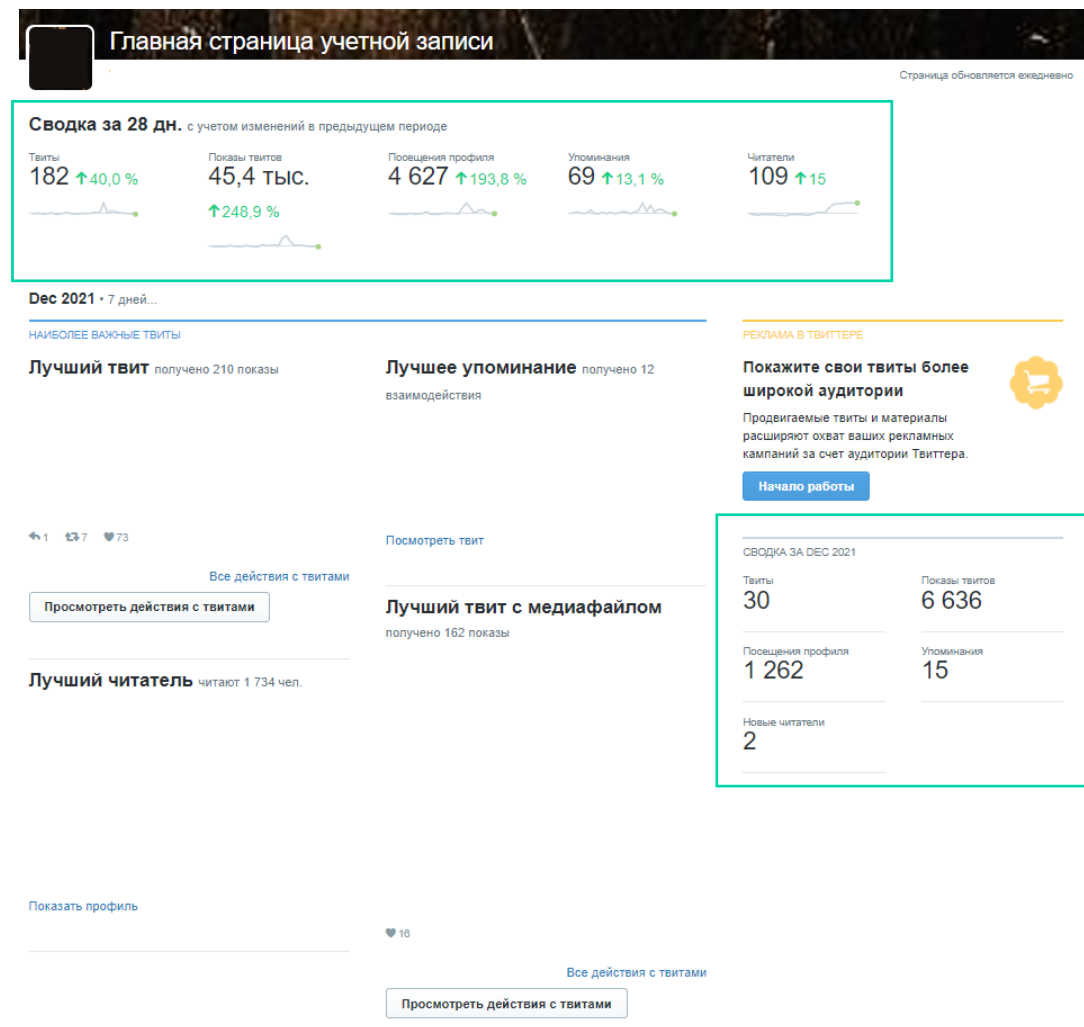 Главная страница учетной записи
Страница обновляется ежедневно
Сводка за 28 дн. с учетом изменений в предыдущем периоде
Твиты
182 ↑40,0 %
Показы твитов
45,4 тыс.
↑248,9 %
Посещения профиля
4 627 ↑193,8 %
Упоминания
69 ↑13,1 %
Читатели
109 ↑15
Dec 2021 • 7 дней...
НАИБОЛЕЕ ВАЖНЫЕ ТВИТЫ
Лучший твит получено 210 показы
1 7 73
Все действия с твитами
Просмотреть действия с твитами
Лучший читатель читают 1 734 чел.
Показать профиль
Лучшее упоминание получено 12
взаимодействия
Посмотреть твит
Лучший твит с медиафайлом
получено 162 показы
16
Все действия с твитами
Просмотреть действия с твитами
РЕКЛАМА В ТВИТТЕРЕ
Покажите свои твиты более
широкой аудитории
Продвигаемые твиты и материалы
расширяют охват ваших рекламных
кампаний за счет аудитории Твиттера.
Начало работы
СВОДКА ЗА DEC 2021
Твиты
30
Показы твитов
6 636
Посещения профиля
1 262
Упоминания
15
Новые читатели
2